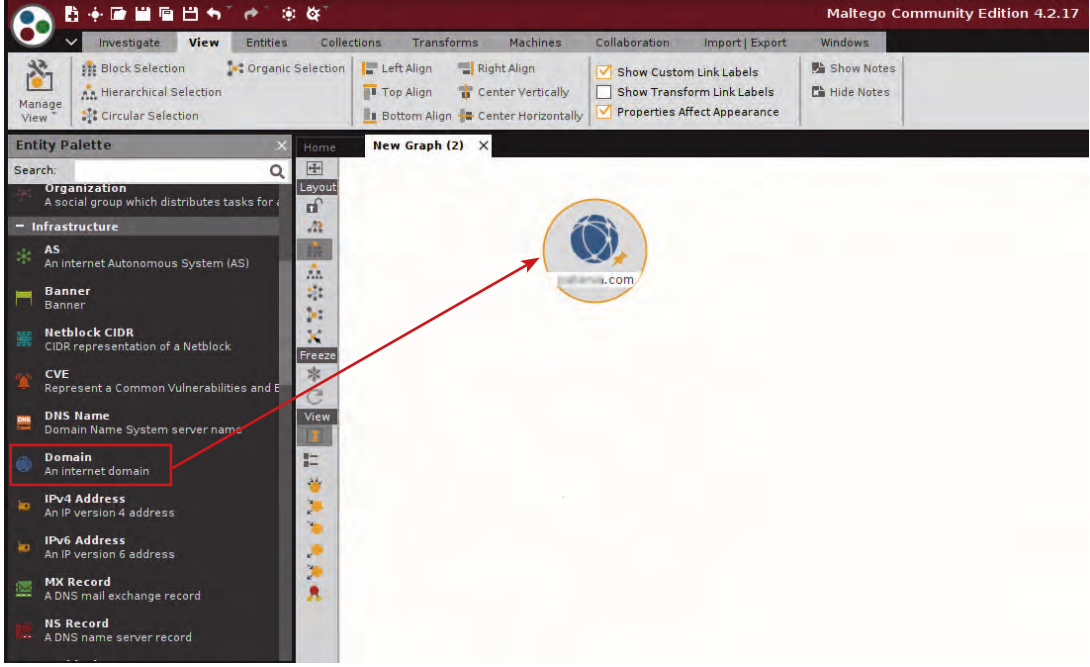 Maltego Community Edition 4.2.17
Investigate View Entities Collections Transforms Machines Collaboration Import | Export Windows
Manage View
Block Selection
Hierarchical Selection
Circular Selection
Organic Selection
Left Align
Top Align
Bottom Align
Right Align
Center Vertically
Center Horizontally
Show Custom Link Labels
Show Transform Link Labels
Properties Affect Appearance
Show Notes
Hide Notes
Entity Palette
Search:
Organization
A social group which distributes tasks for
Infrastructure
AS
An internet Autonomous System (AS)
Banner
Banner
Netblock CIDR
CIDR representation of a Netblock
CVE
Represent a Common Vulnerabilities and E
DNS Name
Domain Name System server name
Domain
An internet domain
IPv4 Address
An IP version 4 address
IPv6 Address
An IP version 6 address
MX Record
A DNS mail exchange record
NS Record
A DNS name server record
Home
New Graph (2)
Layout
Freeze
View
.com